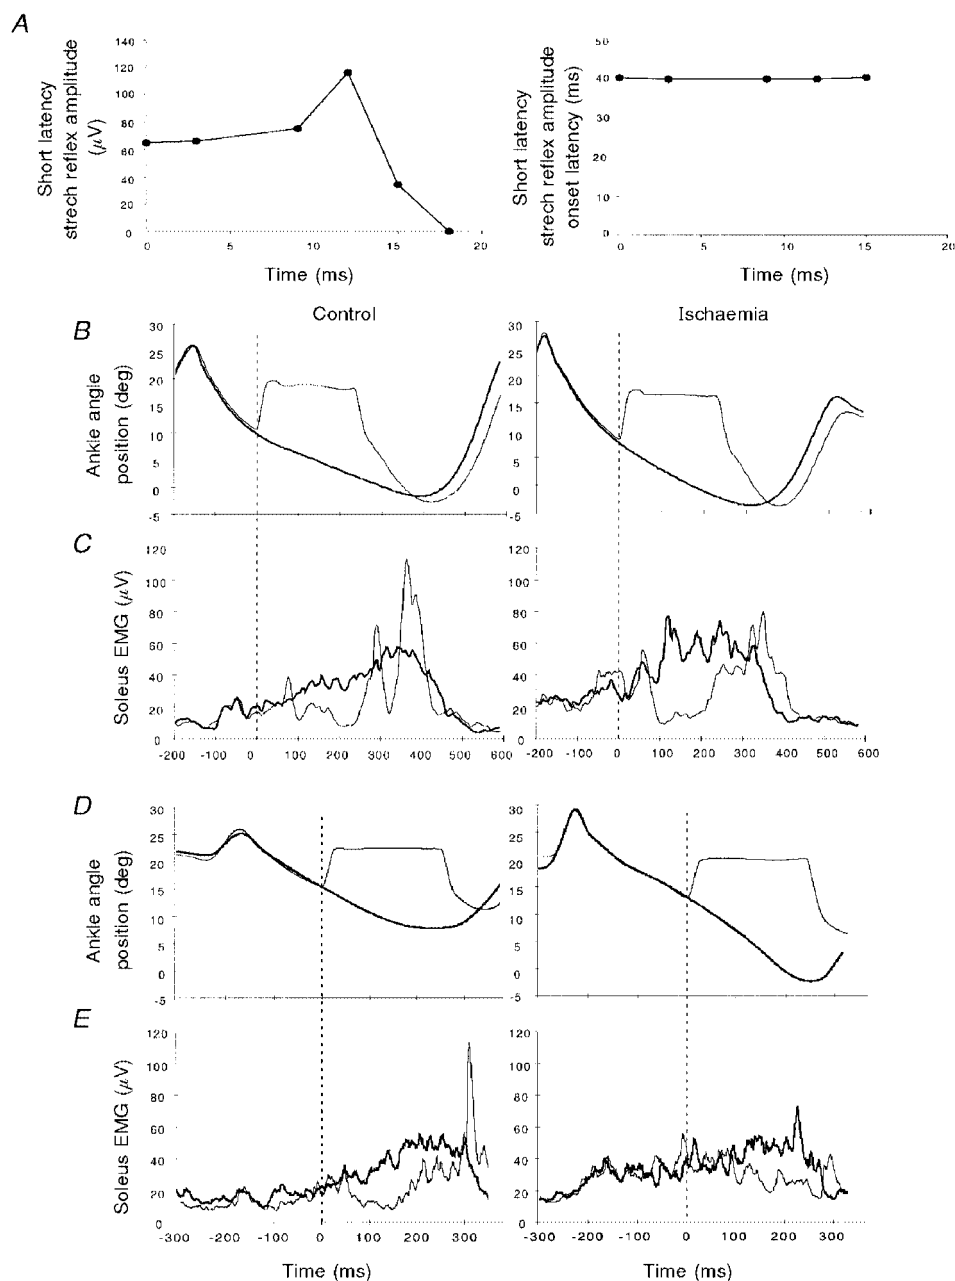 A
Short latency
strech reflex amplitude
(μV)
140
120
100
80
60
40
20
0
0 5 10 15 20
Time (ms)
Short latency
strech reflex amplitude
onset latency (ms)
50
40
30
20
10
0
0 5 10 15 20
Time (ms)
Control
Ischaemia
B
Ankle angle
position (deg)
30
25
20
15
10
5
0
-5
30
25
20
15
10
5
0
-5
C
Soleus EMG (μV)
120
100
80
60
40
20
0
-200 -100 0 100 200 300 400 500 600
120
100
80
60
40
20
0
-200 -100 0 100 200 300 400 500 600
D
Ankle angle
position (deg)
30
25
20
15
10
5
0
-5
30
25
20
15
10
5
0
-5
E
Soleus EMG (μV)
120
100
80
60
40
20
0
-300 -200 -100 0 100 200 300
Time (ms)
120
100
80
60
40
20
0
-300 -200 -100 0 100 200 300
Time (ms)